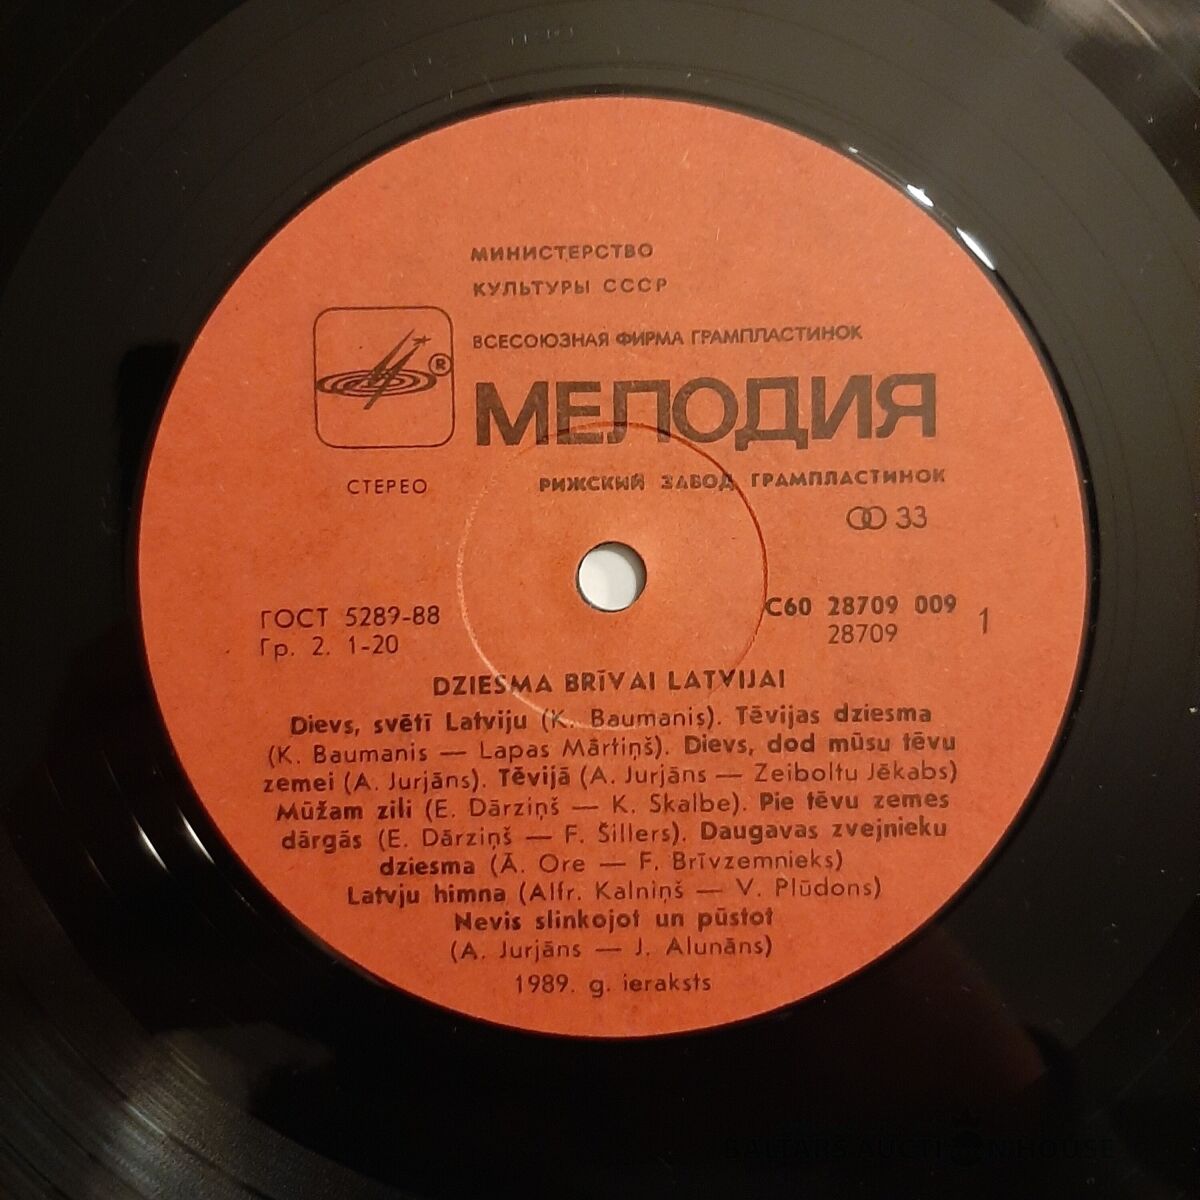 МИНИСТЕРСТВО
КУЛЬТУРЫ СССР
ВСЕСОЮЗНАЯ ФИРМА ГРАМПЛАСТИНОК
®
МЕЛОДИЯ
СТЕРЕО
РИЖСКИЙ ЗАВОД ГРАМПЛАСТИНОК
33
ГОСТ 5289-88
Гр. 2. 1-20
С60 28709 009
28709
1
DZIESMA BRĪVAI LATVIJAI
Dievs, svētī Latviju (K. Baumanis). Tēvijas dziesma
(K. Baumanis — Lapas Mārtiņš). Dievs, dod mūsu tēvu
zemei (A. Jurjāns). Tēvijā (A. Jurjāns — Zeiboltu Jēkabs)
Mūžam zili (E. Dārziņš — K. Skalbe). Pie tēvu zemes
dārgās (E. Dārziņš — F. Šillers). Daugavas zvejnieku
dziesma (Ā. Ore — F. Brīvzemnieks)
Latvju himna (Alfr. Kalniņš — V. Plūdons)
Nevis slinkojot un pūstot
(A. Jurjāns — J. Alunāns)
1989. g. ieraksts
BALTARS AUCTION HOUSE